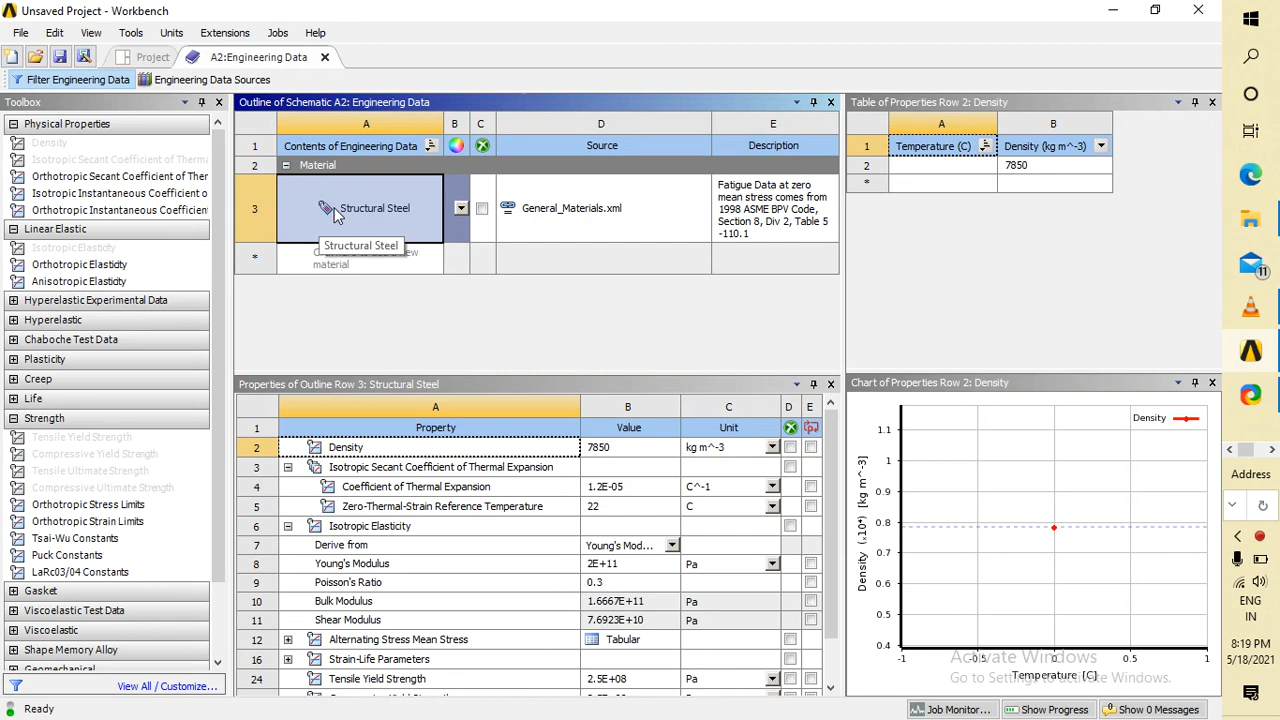 Unsaved Project - Workbench
File Edit View Tools Units Extensions Jobs Help
Project A2:Engineering Data
Filter Engineering Data Engineering Data Sources
Toolbox
Physical Properties
Density
Isotropic Secant Coefficient of Therma
Orthotropic Secant Coefficient of Ther
Isotropic Instantaneous Coefficient of
Orthotropic Instantaneous Coefficient
Linear Elastic
Isotropic Elasticity
Orthotropic Elasticity
Anisotropic Elasticity
Hyperelastic Experimental Data
Hyperelastic
Chaboche Test Data
Plasticity
Creep
Life
Strength
Tensile Yield Strength
Compressive Yield Strength
Tensile Ultimate Strength
Compressive Ultimate Strength
Orthotropic Stress Limits
Orthotropic Strain Limits
Tsai-Wu Constants
Puck Constants
LaRc03/04 Constants
Gasket
Viscoelastic Test Data
Viscoelastic
Shape Memory Alloy
View All / Customize...
Ready
Outline of Schematic A2: Engineering Data
A B C D E
1 Contents of Engineering Data Source Description
2 Material
3 Structural Steel General_Materials.xml
Fatigue Data at zero
mean stress comes from
1998 ASME BPV Code,
Section 8, Div 2, Table 5
-110.1
Structural Steel
*
material
Properties of Outline Row 3: Structural Steel
A B C D E
1 Property Value Unit
2 Density 7850 kg m^-3
3 Isotropic Secant Coefficient of Thermal Expansion
4 Coefficient of Thermal Expansion 1.2E-05 C^-1
5 Zero-Thermal-Strain Reference Temperature 22 C
6 Isotropic Elasticity
7 Derive from Young's Mod...
8 Young's Modulus 2E+11 Pa
9 Poisson's Ratio 0.3
10 Bulk Modulus 1.6667E+11 Pa
11 Shear Modulus 7.6923E+10 Pa
12 Alternating Stress Mean Stress Tabular
16 Strain-Life Parameters
24 Tensile Yield Strength 2.5E+08 Pa
Table of Properties Row 2: Density
A B
1 Temperature (C) Density (kg m^-3)
2 7850
*
Chart of Properties Row 2: Density
Density
1.1
1
0.9
0.8
0.7
0.6
0.5
0.4
Density (x10⁴) [kg m^-3]
-1 -0.5 0 0.5 1
Temperature [C]
Activate Windows
Go to Settings to activate Windows.
Job Monitor... Show Progress Show 0 Messages
11
Address
ENG
IN
8:19 PM
5/18/2021